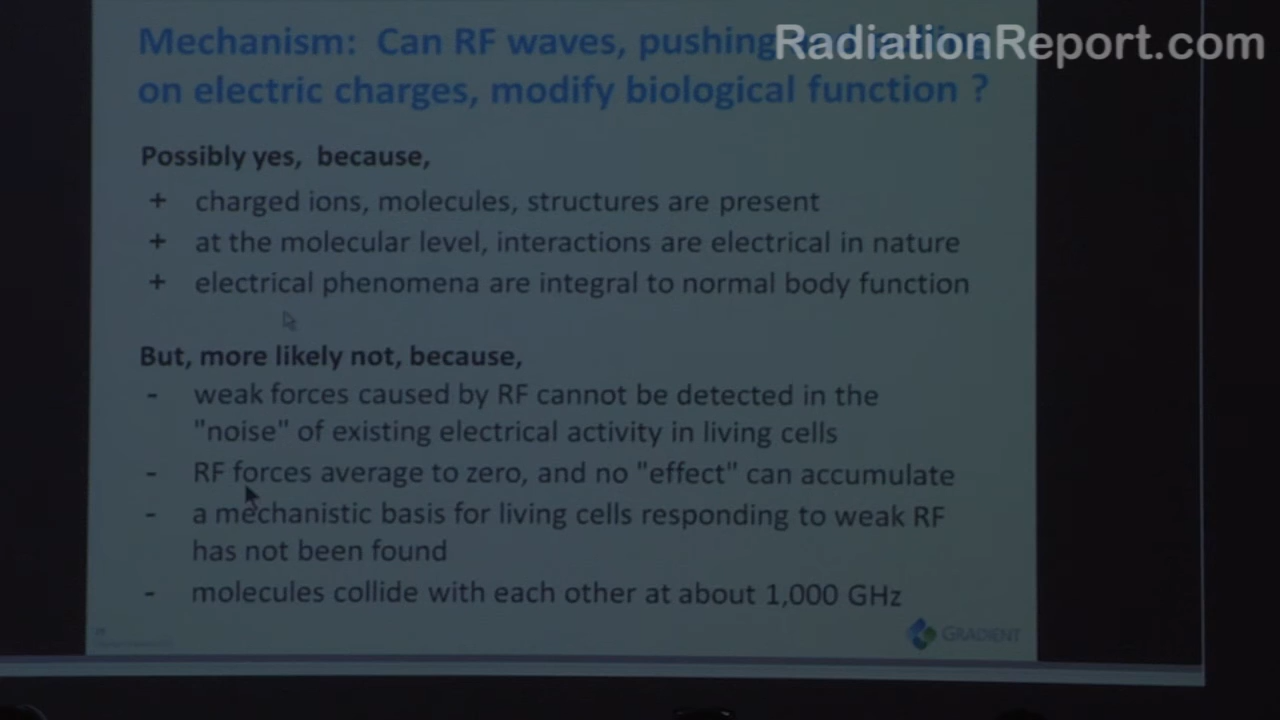 RadiationReport.com
Mechanism: Can RF waves, pushing
on electric charges, modify biological function ?
Possibly yes, because,
+ charged ions, molecules, structures are present
+ at the molecular level, interactions are electrical in nature
+ electrical phenomena are integral to normal body function
But, more likely not, because,
- weak forces caused by RF cannot be detected in the
"noise" of existing electrical activity in living cells
- RF forces average to zero, and no "effect" can accumulate
- a mechanistic basis for living cells responding to weak RF
has not been found
- molecules collide with each other at about 1,000 GHz
GRADIENT